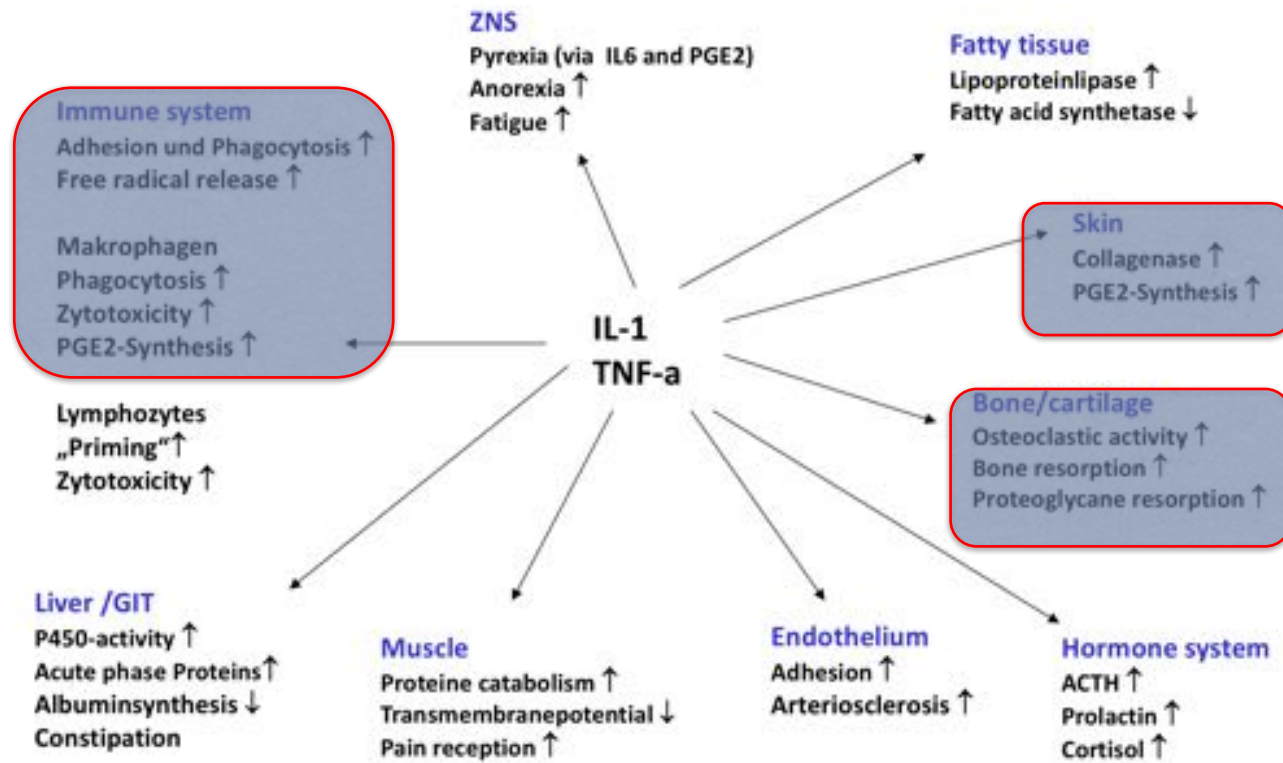 ZNS
Pyrexia (via IL6 and PGE2)
Anorexia ↑
Fatigue ↑
Fatty tissue
Lipoproteinlipase ↑
Fatty acid synthetase ↓
Immune system
Adhesion und Phagocytosis ↑
Free radical release ↑
Makrophagen
Phagocytosis ↑
Zytotoxicity ↑
PGE2-Synthesis ↑
Lymphozytes
„Priming“↑
Zytotoxicity ↑
Skin
Collagenase ↑
PGE2-Synthesis ↑
IL-1
TNF-a
Bone/cartilage
Osteoclastic activity ↑
Bone resorption ↑
Proteoglycane resorption ↑
Liver /GIT
P450-activity ↑
Acute phase Proteins↑
Albuminsynthesis ↓
Constipation
Muscle
Proteine catabolism ↑
Transmembranepotential ↓
Pain reception ↑
Endothelium
Adhesion ↑
Arteriosclerosis ↑
Hormone system
ACTH ↑
Prolactin ↑
Cortisol ↑